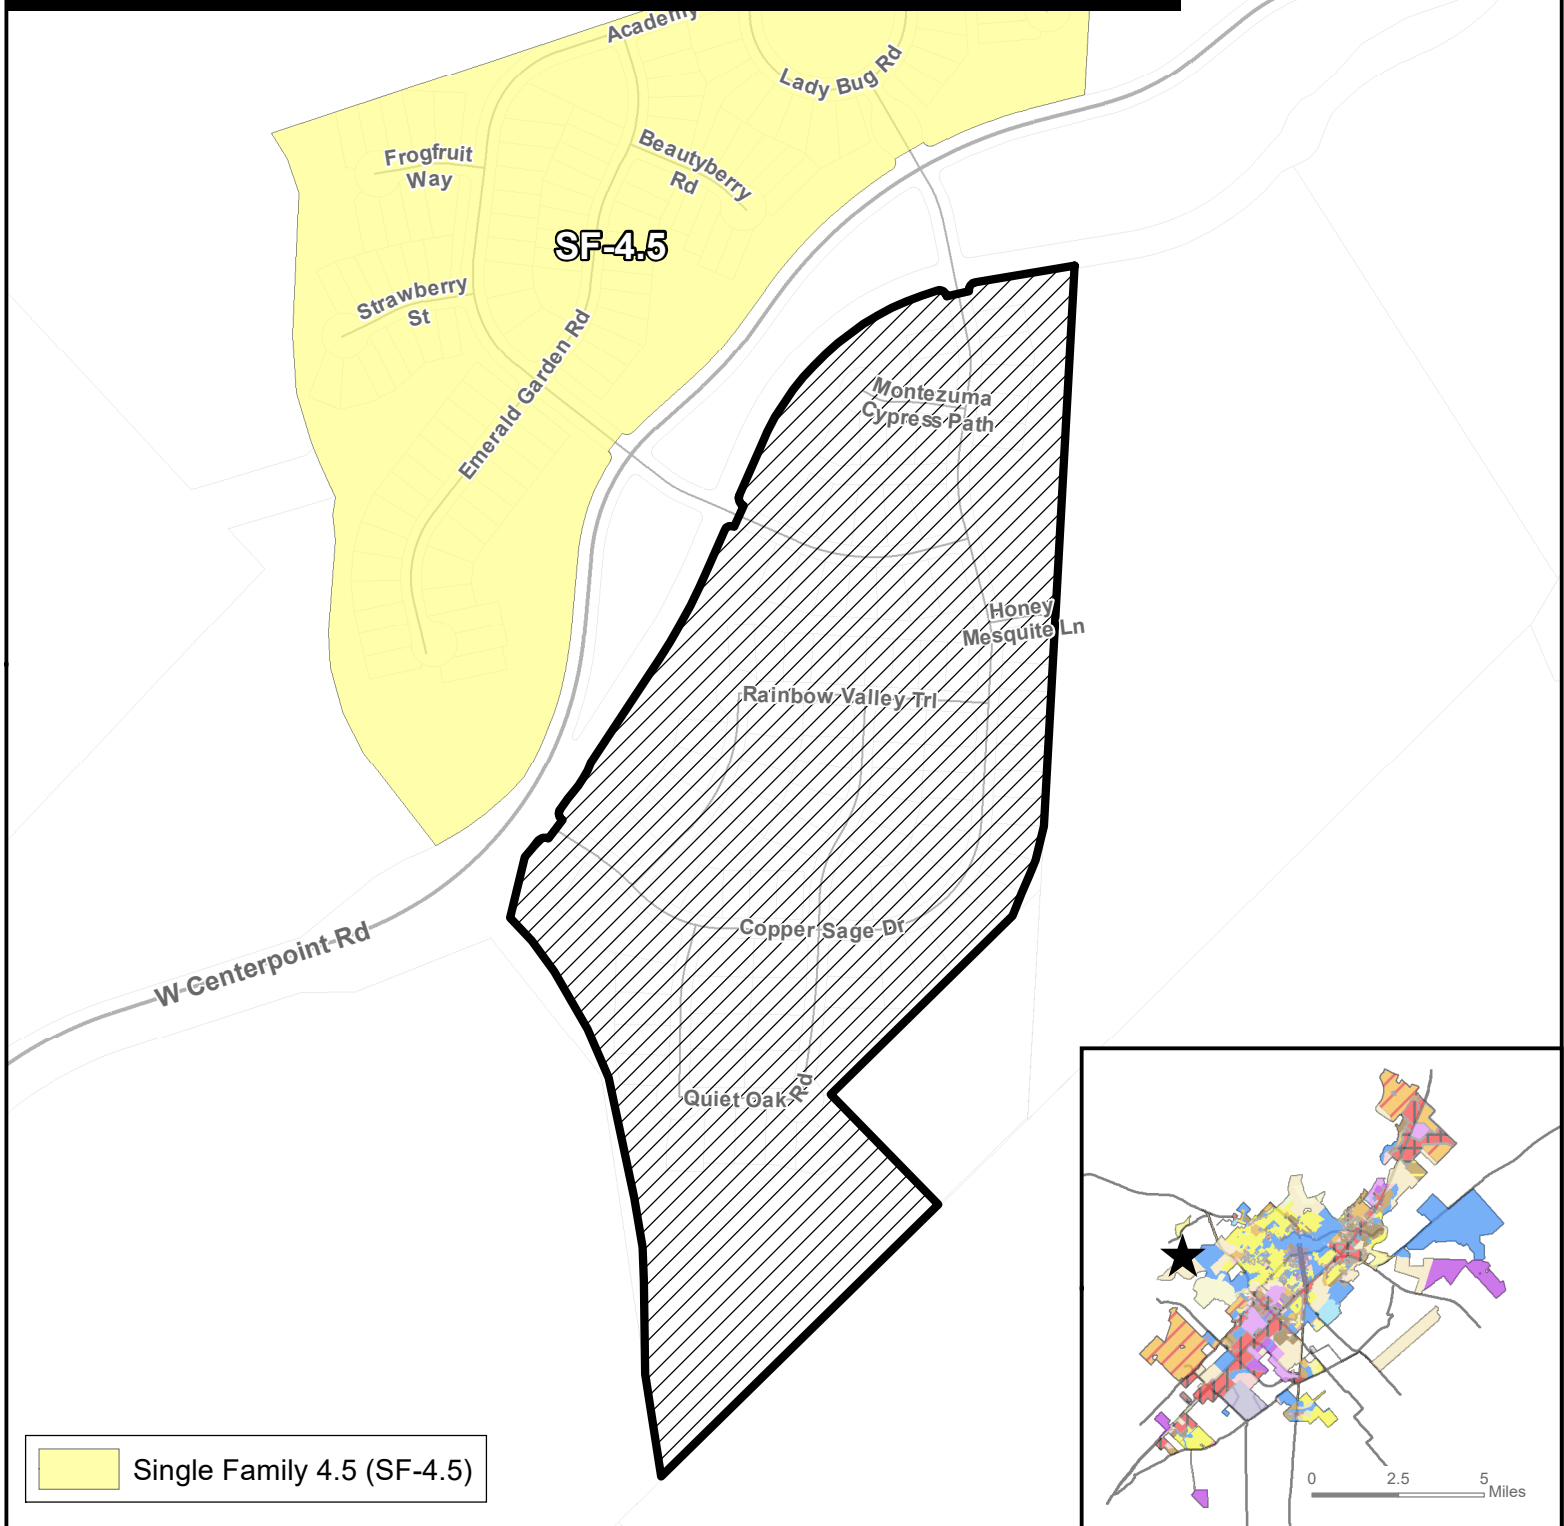 Academy
Lady Bug Rd
Frogfruit
Way
Beautyberry
Rd
SF-4.5
Strawberry
St
Emerald Garden Rd
Montezuma
Cypress Path
Honey
Mesquite Ln
Rainbow Valley Trl
Copper Sage Dr
W Centerpoint Rd
Quiet Oak Rd
Single Family 4.5 (SF-4.5)
0 2.5 5
Miles